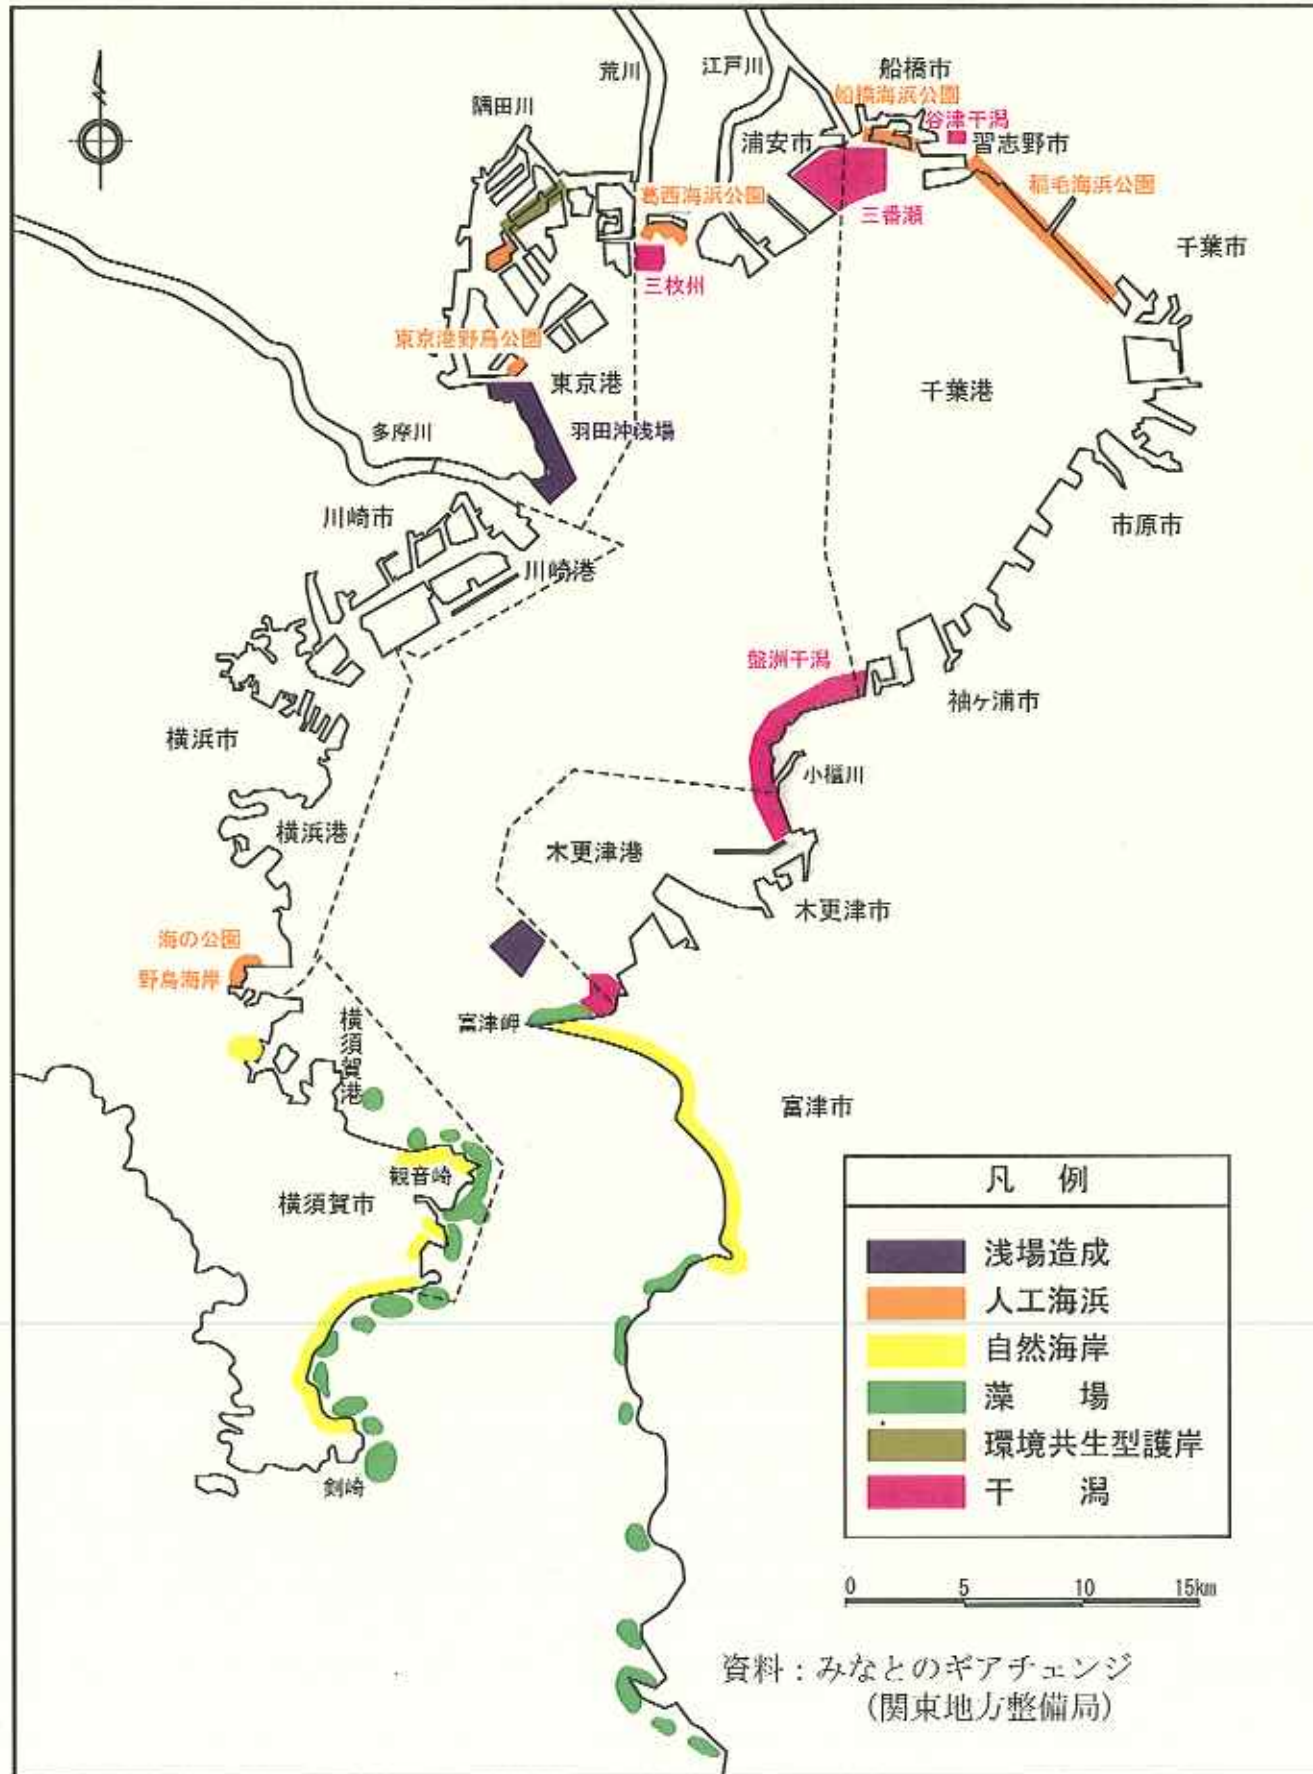 荒川
江戸川
船橋市
船橋海浜公園
隅田川
谷津干潟
浦安市
習志野市
葛西海浜公園
稲毛海浜公園
三番瀬
千葉市
三枚州
東京港野鳥公園
東京港
千葉港
多摩川
羽田沖浅場
川崎市
市原市
川崎港
盤洲干潟
袖ヶ浦市
横浜市
小櫃川
横浜港
木更津港
木更津市
海の公園
野島海岸
富津岬
横須賀港
富津市
観音崎
横須賀市
剣崎
凡 例
浅場造成
人工海浜
自然海岸
藻 場
環境共生型護岸
干 潟
0 5 10 15km
資料：みなとのギアチェンジ
(関東地方整備局)